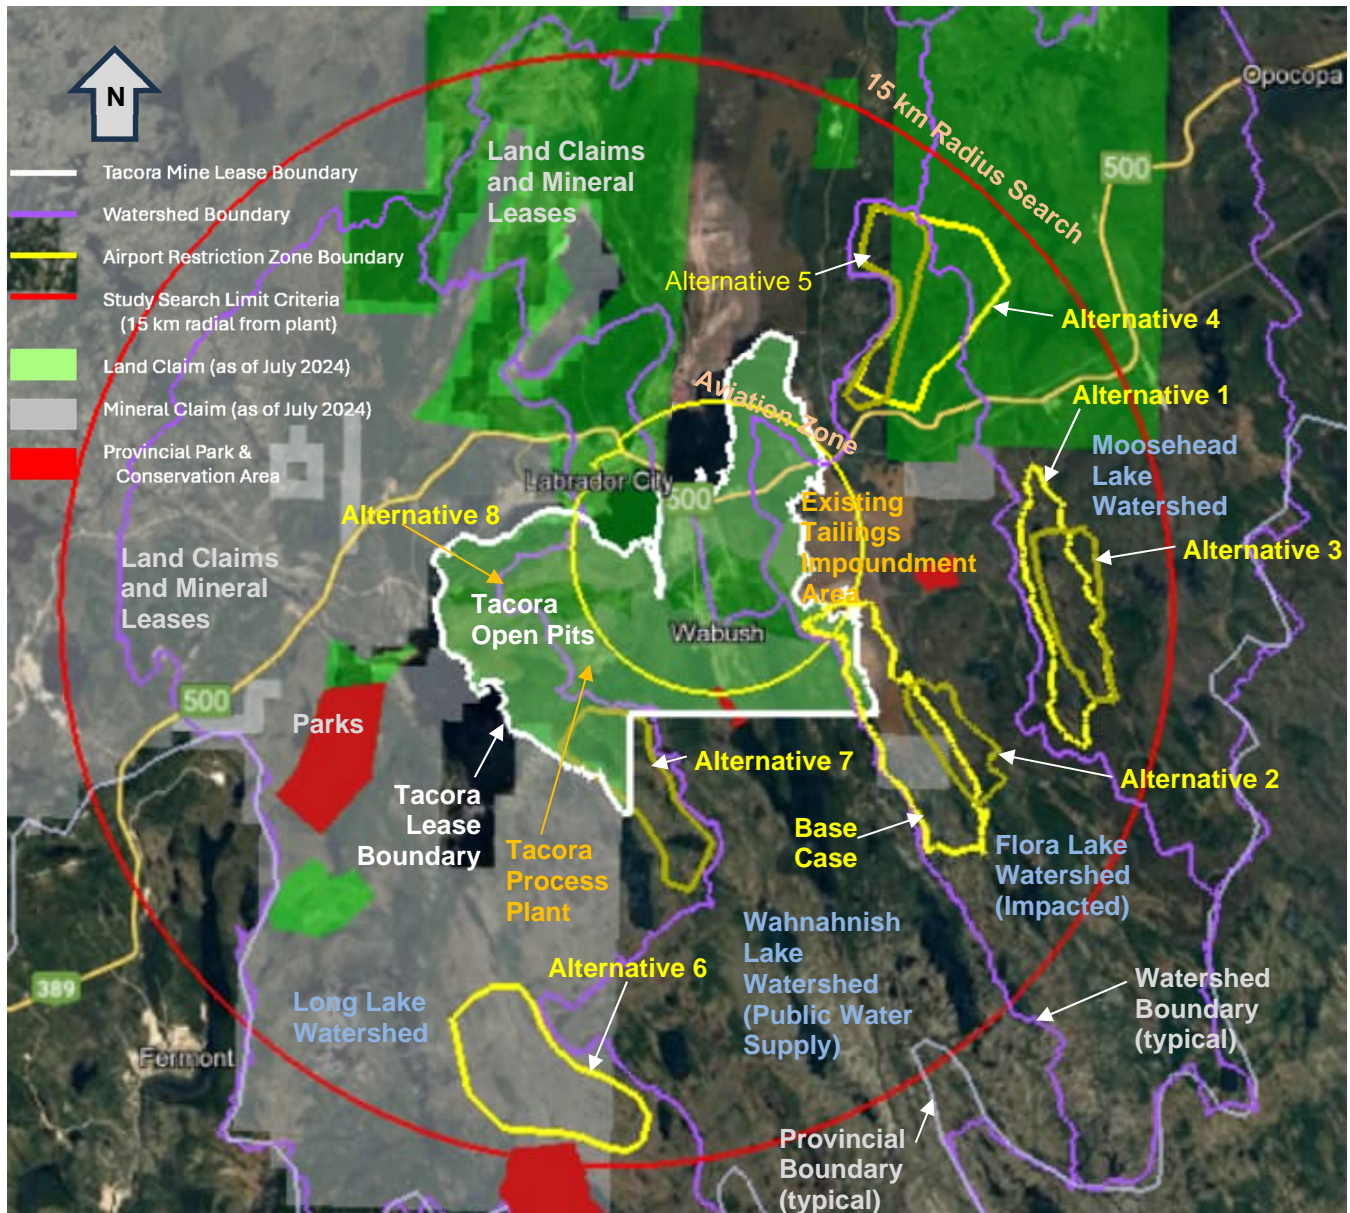 N
Tacora Mine Lease Boundary
Watershed Boundary
Airport Restriction Zone Boundary
Study Search Limit Criteria
(15 km radial from plant)
Land Claim (as of July 2024)
Mineral Claim (as of July 2024)
Provincial Park &
Conservation Area
Land Claims
and Mineral
Leases
15 km Radius Search
Opocopa
500
Alternative 5
Alternative 4
Aviation Zone
Alternative 1
Moosehead
Lake
Watershed
Labrador City
500
Existing
Tailings
Impoundment
Area
Alternative 8
Alternative 3
Land Claims
and Mineral
Leases
Tacora
Open Pits
Wabush
500
Parks
Alternative 7
Alternative 2
Tacora
Lease
Boundary
Base
Case
Tacora
Process
Plant
Flora Lake
Watershed
(Impacted)
Wahnahnish
Lake
Watershed
(Public Water
Supply)
Alternative 6
389
Long Lake
Watershed
Watershed
Boundary
(typical)
Fermont
Provincial
Boundary
(typical)